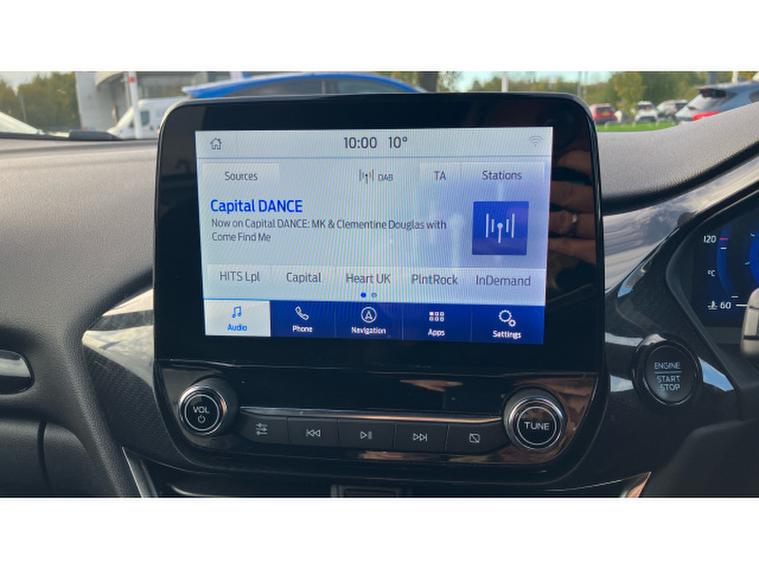 10:00 10°
Sources DAB TA Stations
Capital DANCE
Now on Capital DANCE: MK & Clementine Douglas with
Come Find Me
HITS Lpl Capital Heart UK PlntRock InDemand
Audio Phone Navigation Apps Settings
VOL
TUNE
ENGINE
START
STOP
120
°C
60